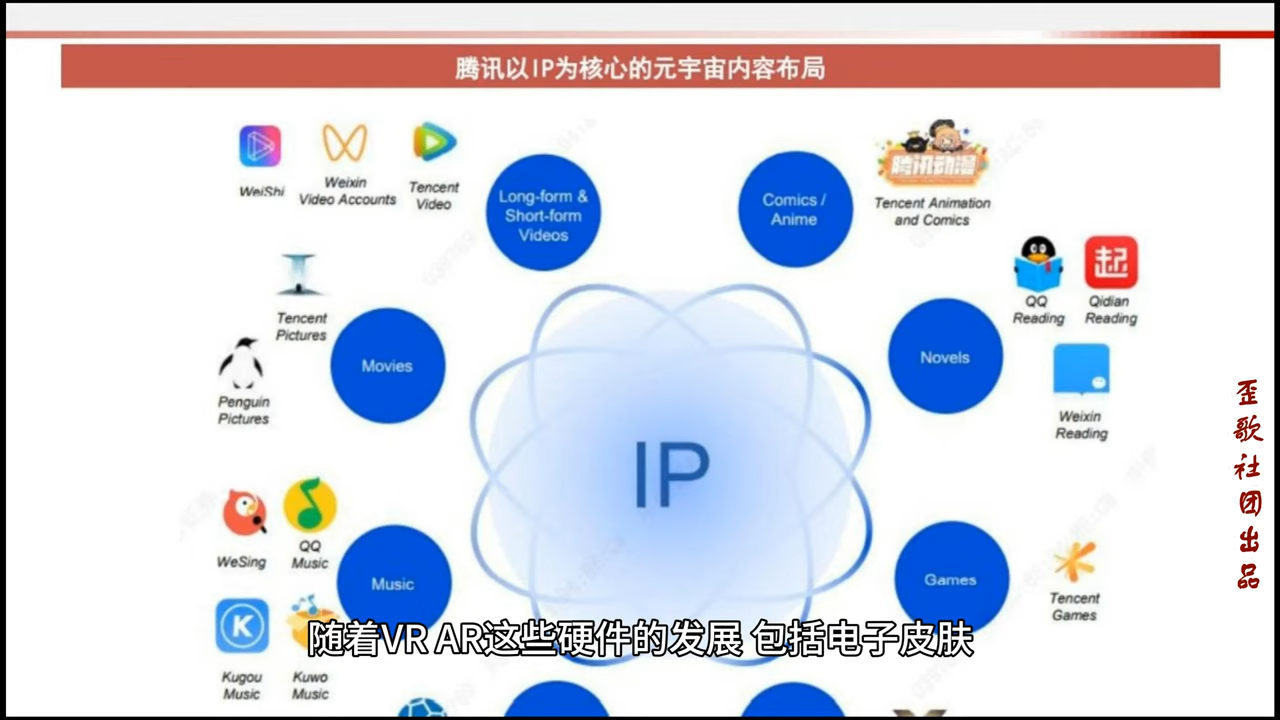 腾讯以IP为核心的元宇宙内容布局
WeiShi
Weixin
Video Accounts
Tencent
Video
Long-form &
Short-form
Videos
Comics /
Anime
腾讯动漫
Tencent Animation
and Comics
Tencent
Pictures
Movies
Penguin
Pictures
Novels
QQ
Reading
起
Qidian
Reading
Weixin
Reading
IP
WeSing
QQ
Music
Music
K
Kugou
Music
Kuwo
Music
Games
Tencent
Games
随着VR AR这些硬件的发展 包括电子皮肤
歪歌社团出品